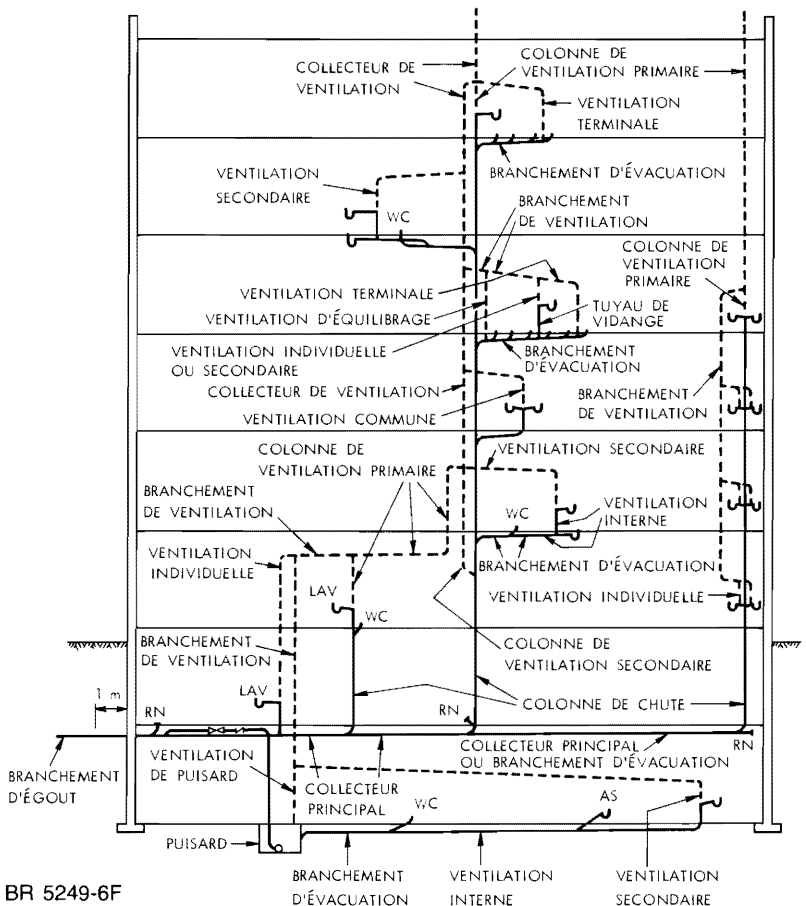 COLLECTEUR DE
VENTILATION
COLONNE DE
VENTILATION PRIMAIRE
VENTILATION
TERMINALE
BRANCHEMENT D'ÉVACUATION
VENTILATION
SECONDAIRE
WC
BRANCHEMENT
DE VENTILATION
COLONNE DE
VENTILATION
PRIMAIRE
VENTILATION TERMINALE
VENTILATION D'ÉQUILIBRAGE
TUYAU DE
VIDANGE
VENTILATION INDIVIDUELLE
OU SECONDAIRE
BRANCHEMENT
D'ÉVACUATION
COLLECTEUR DE VENTILATION
BRANCHEMENT
DE VENTILATION
VENTILATION COMMUNE
COLONNE DE
VENTILATION PRIMAIRE
VENTILATION SECONDAIRE
BRANCHEMENT
DE VENTILATION
WC
VENTILATION
INTERNE
VENTILATION
INDIVIDUELLE
BRANCHEMENT D'ÉVACUATION
LAV
WC
VENTILATION INDIVIDUELLE
BRANCHEMENT
DE VENTILATION
COLONNE DE
VENTILATION SECONDAIRE
1 m
LAV
RN
RN
COLONNE DE CHUTE
RN
COLLECTEUR PRINCIPAL
OU BRANCHEMENT D'ÉVACUATION
BRANCHEMENT
D'ÉGOUT
VENTILATION
DE PUISARD
COLLECTEUR
PRINCIPAL
WC
AS
PUISARD
BRANCHEMENT
D'ÉVACUATION
VENTILATION
INTERNE
VENTILATION
SECONDAIRE
BR 5249-6F